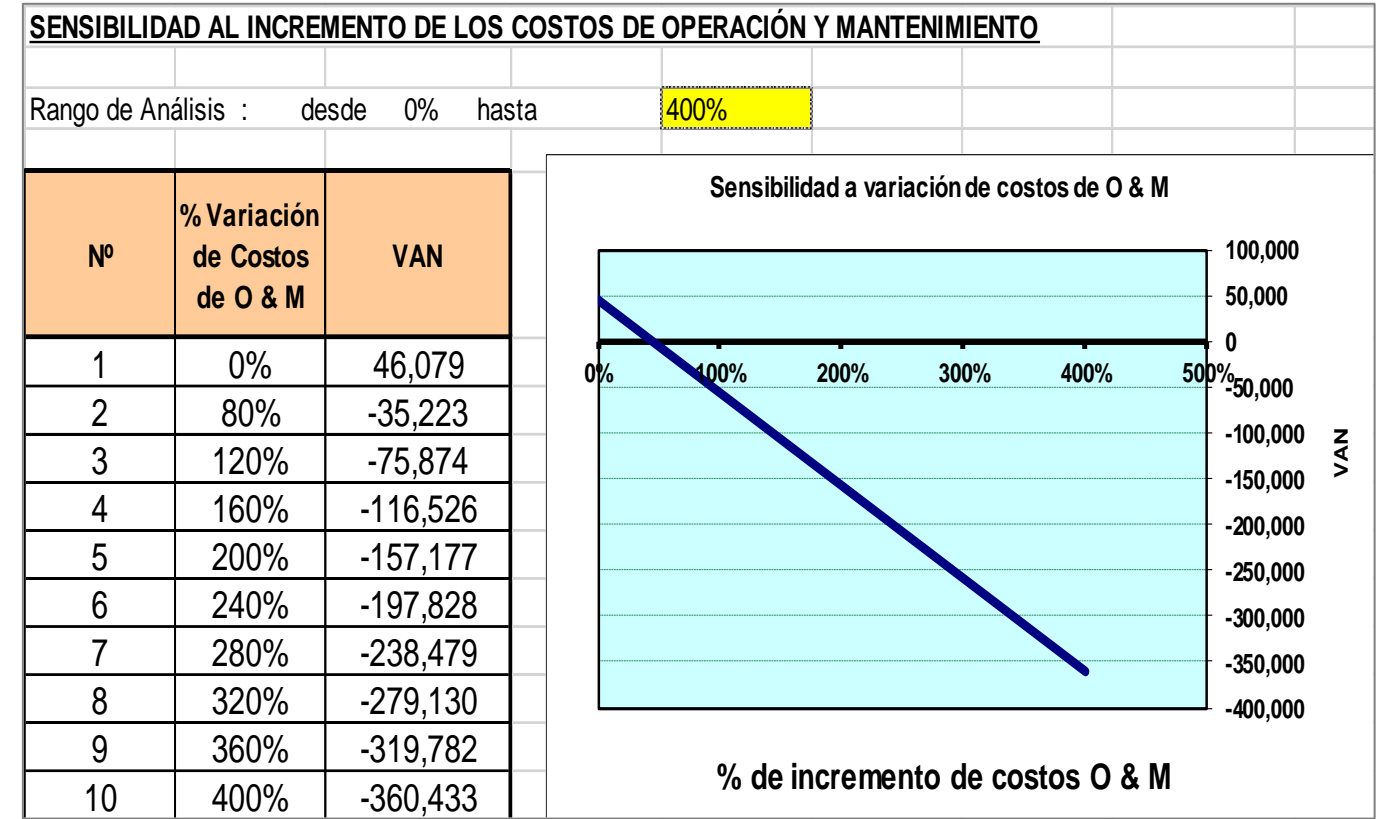 SENSIBILIDAD AL INCREMENTO DE LOS COSTOS DE OPERACIÓN Y MANTENIMIENTO
Rango de Análisis : desde 0% hasta 400%
Nº % Variación de Costos de O & M VAN
1 0% 46,079
2 80% -35,223
3 120% -75,874
4 160% -116,526
5 200% -157,177
6 240% -197,828
7 280% -238,479
8 320% -279,130
9 360% -319,782
10 400% -360,433
Sensibilidad a variación de costos de O & M
100,000
50,000
0
0% 100% 200% 300% 400% 500%
-50,000
-100,000
-150,000
-200,000
-250,000
-300,000
-350,000
-400,000
VAN
% de incremento de costos O & M